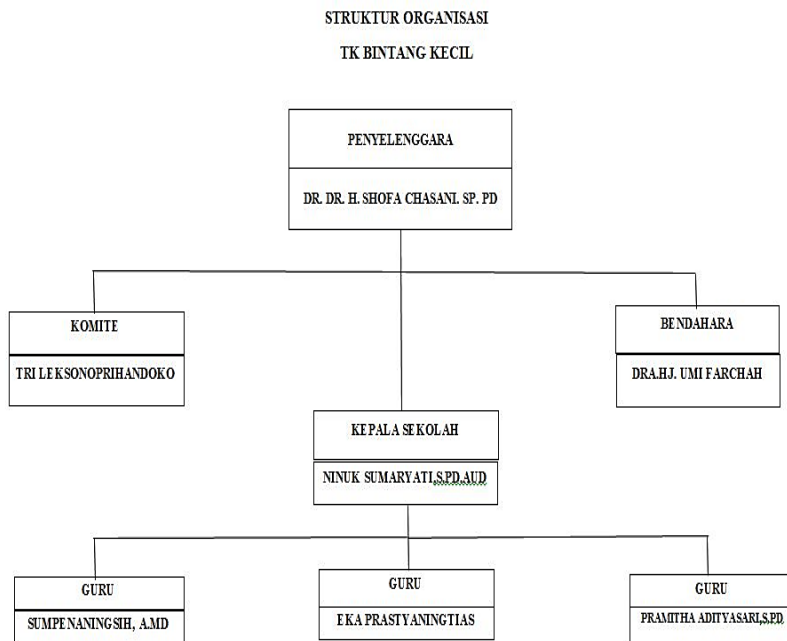 STRUKTUR ORGANISASI
TK BINTANG KECIL
PENYELENGGARA
DR. DR. H. SHOFA CHASANI. SP. PD
KOMITE
TRI LEKSONOPRIHANDOKO
BENDAHARA
DRA.HJ. UMI FARCHAH
KEPALA SEKOLAH
NINUK SUMARYATI,S.PD.AUD
GURU
SUMPENANINGSIH, A.MD
GURU
EKA PRASTYANINGTIAS
GURU
PRAMITHA ADITYASARI,S.PD